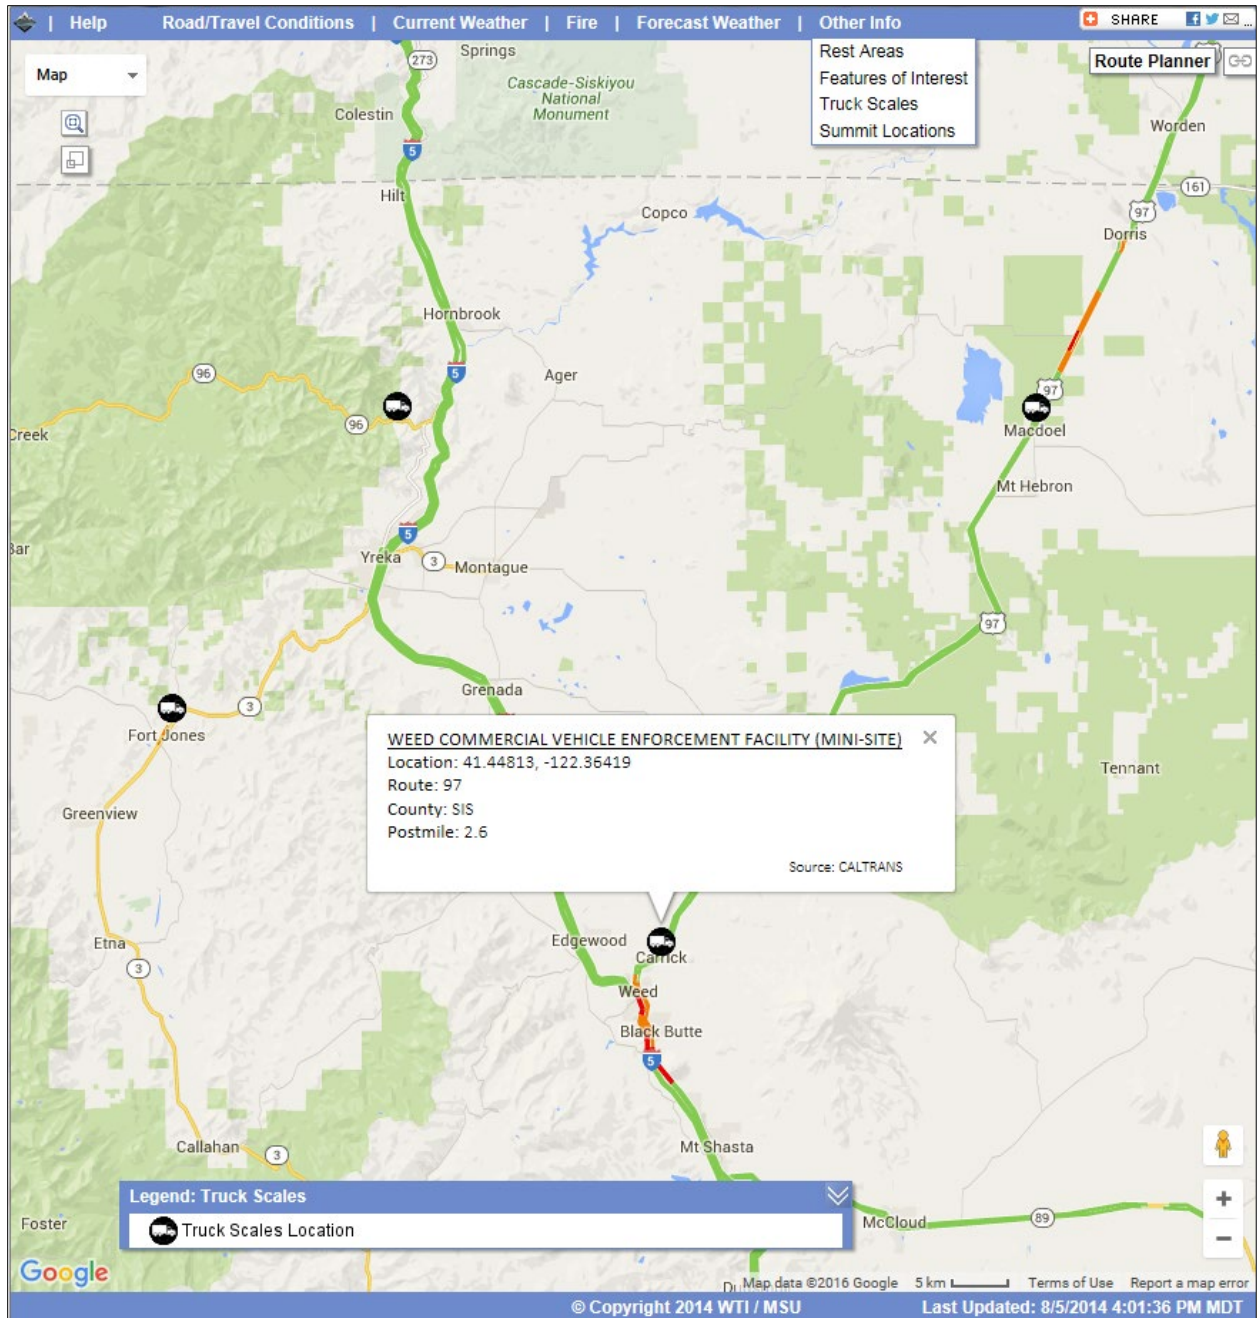 | Help Road/Travel Conditions | Current Weather | Fire | Forecast Weather | Other Info
SHARE ...
Rest Areas
Features of Interest
Truck Scales
Summit Locations
Map
Route Planner
Springs
273
Cascade-Siskiyou
National
Monument
Colestin
Worden
5
Hilt
161
Copco
97
Dorris
Hornbrook
5
Ager
96
97
96
Macdoel
Creek
Mt Hebron
5
Yreka
3
Montague
97
Grenada
3
Fort Jones
WEED COMMERCIAL VEHICLE ENFORCEMENT FACILITY (MINI-SITE)
Location: 41.44813, -122.36419
Route: 97
County: SIS
Postmile: 2.6
Source: CALTRANS
Tennant
Greenview
Etna
Edgewood
Carrick
3
Weed
Black Butte
5
Callahan
3
Mt Shasta
Legend: Truck Scales
Truck Scales Location
Foster
McCloud
89
+
−
Google
Map data ©2016 Google 5 km Terms of Use Report a map error
© Copyright 2014 WTI / MSU Last Updated: 8/5/2014 4:01:36 PM MDT